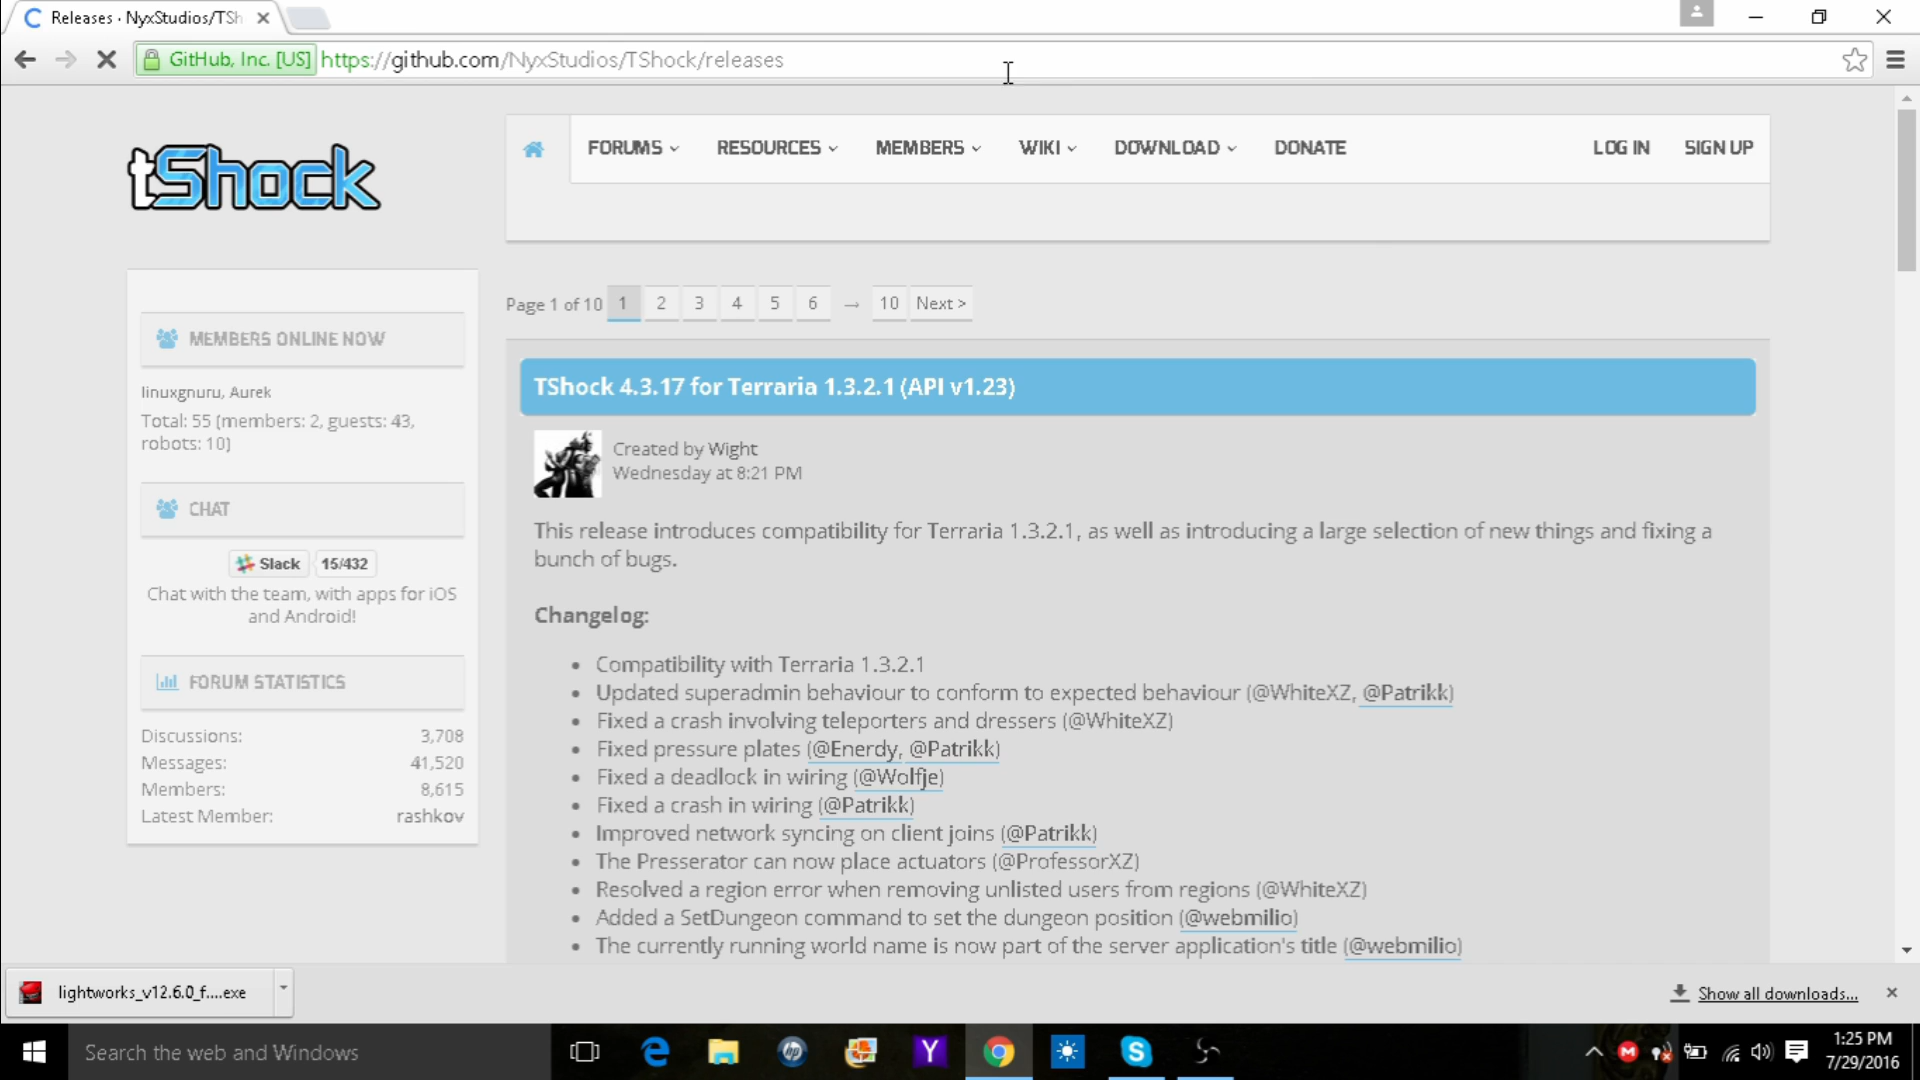 Releases · NyxStudios/TSh
GitHub, Inc. [US] https://github.com/NyxStudios/TShock/releases
tShock
FORUMS RESOURCES MEMBERS WIKI DOWNLOAD DONATE LOG IN SIGN UP
Page 1 of 10 1 2 3 4 5 6 → 10 Next >
MEMBERS ONLINE NOW
linuxgnuru, Aurek
Total: 55 (members: 2, guests: 43,
robots: 10)
CHAT
Slack 15/432
Chat with the team, with apps for iOS
and Android!
FORUM STATISTICS
Discussions: 3,708
Messages: 41,520
Members: 8,615
Latest Member: rashkov
TShock 4.3.17 for Terraria 1.3.2.1 (API v1.23)
Created by Wight
Wednesday at 8:21 PM
This release introduces compatibility for Terraria 1.3.2.1, as well as introducing a large selection of new things and fixing a
bunch of bugs.
Changelog:
• Compatibility with Terraria 1.3.2.1
• Updated superadmin behaviour to conform to expected behaviour (@WhiteXZ, @Patrikk)
• Fixed a crash involving teleporters and dressers (@WhiteXZ)
• Fixed pressure plates (@Enerdy, @Patrikk)
• Fixed a deadlock in wiring (@Wolfje)
• Fixed a crash in wiring (@Patrikk)
• Improved network syncing on client joins (@Patrikk)
• The Presserator can now place actuators (@ProfessorXZ)
• Resolved a region error when removing unlisted users from regions (@WhiteXZ)
• Added a SetDungeon command to set the dungeon position (@webmilio)
• The currently running world name is now part of the server application's title (@webmilio)
lightworks_v12.6.0_f....exe
Show all downloads...
Search the web and Windows
1:25 PM
7/29/2016